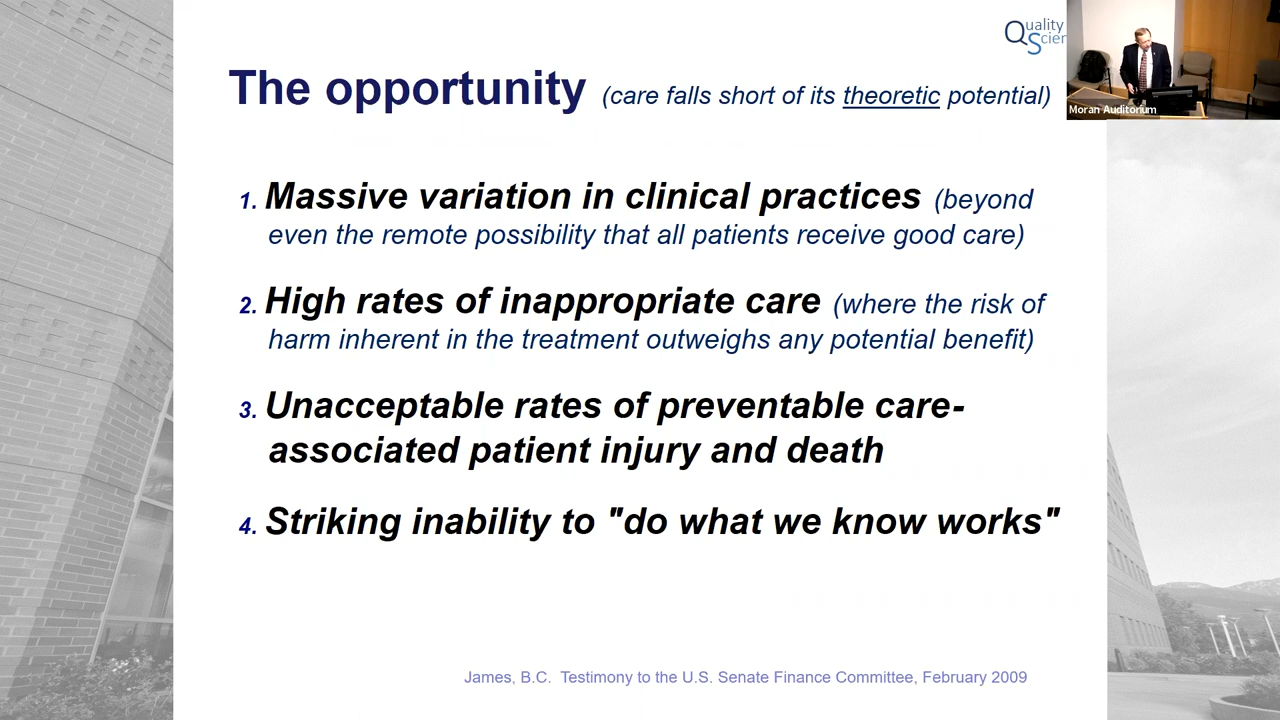 Quality
Scien
The opportunity (care falls short of its theoretic potential)
Moran Auditorium
1. Massive variation in clinical practices (beyond
even the remote possibility that all patients receive good care)
2. High rates of inappropriate care (where the risk of
harm inherent in the treatment outweighs any potential benefit)
3. Unacceptable rates of preventable care-
associated patient injury and death
4. Striking inability to "do what we know works"
James, B.C. Testimony to the U.S. Senate Finance Committee, February 2009